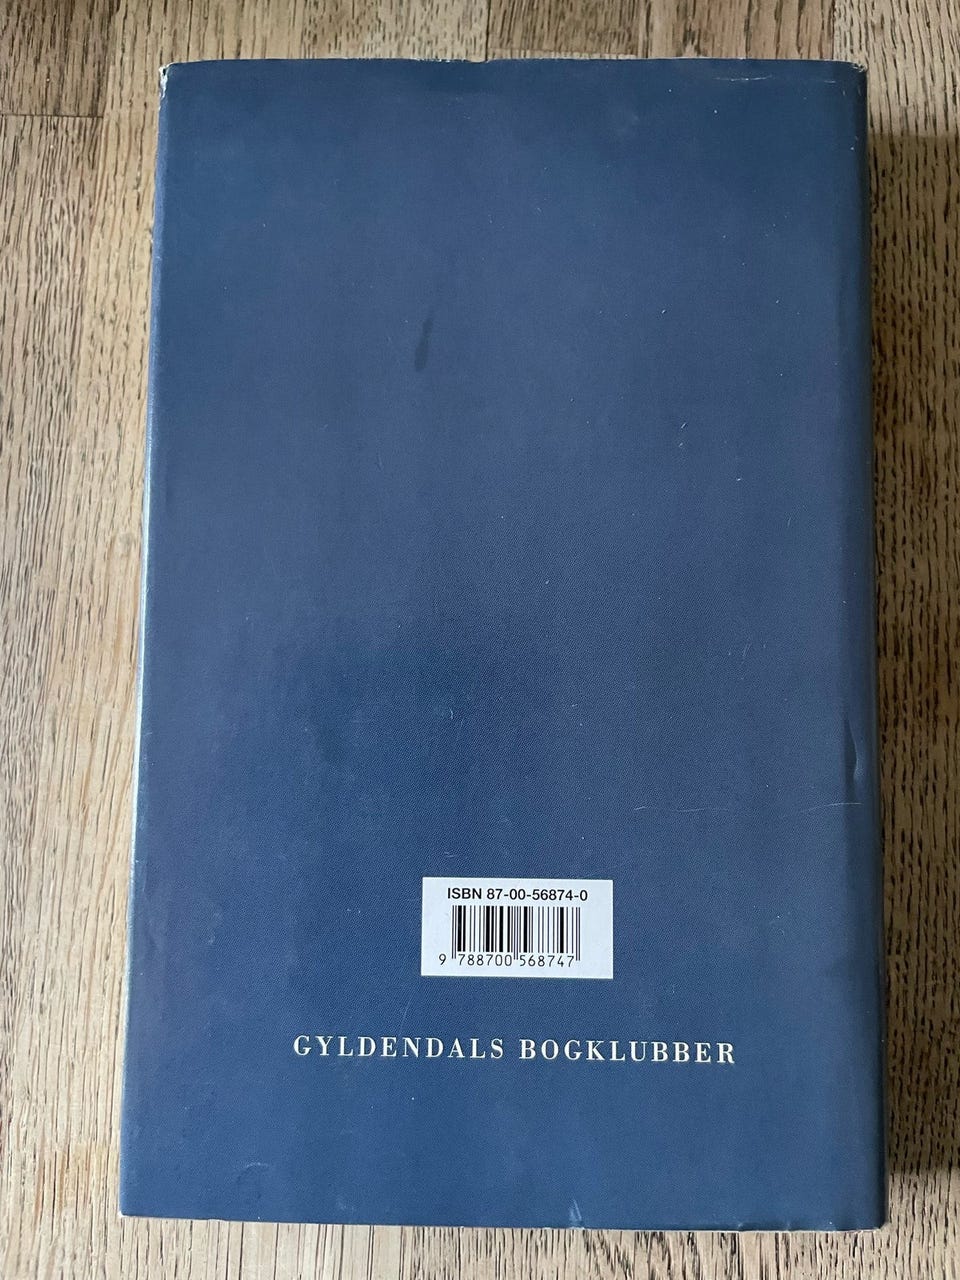 ISBN 87-00-56874-0
9 788700 568747
GYLDENDALS BOGKLUBBER